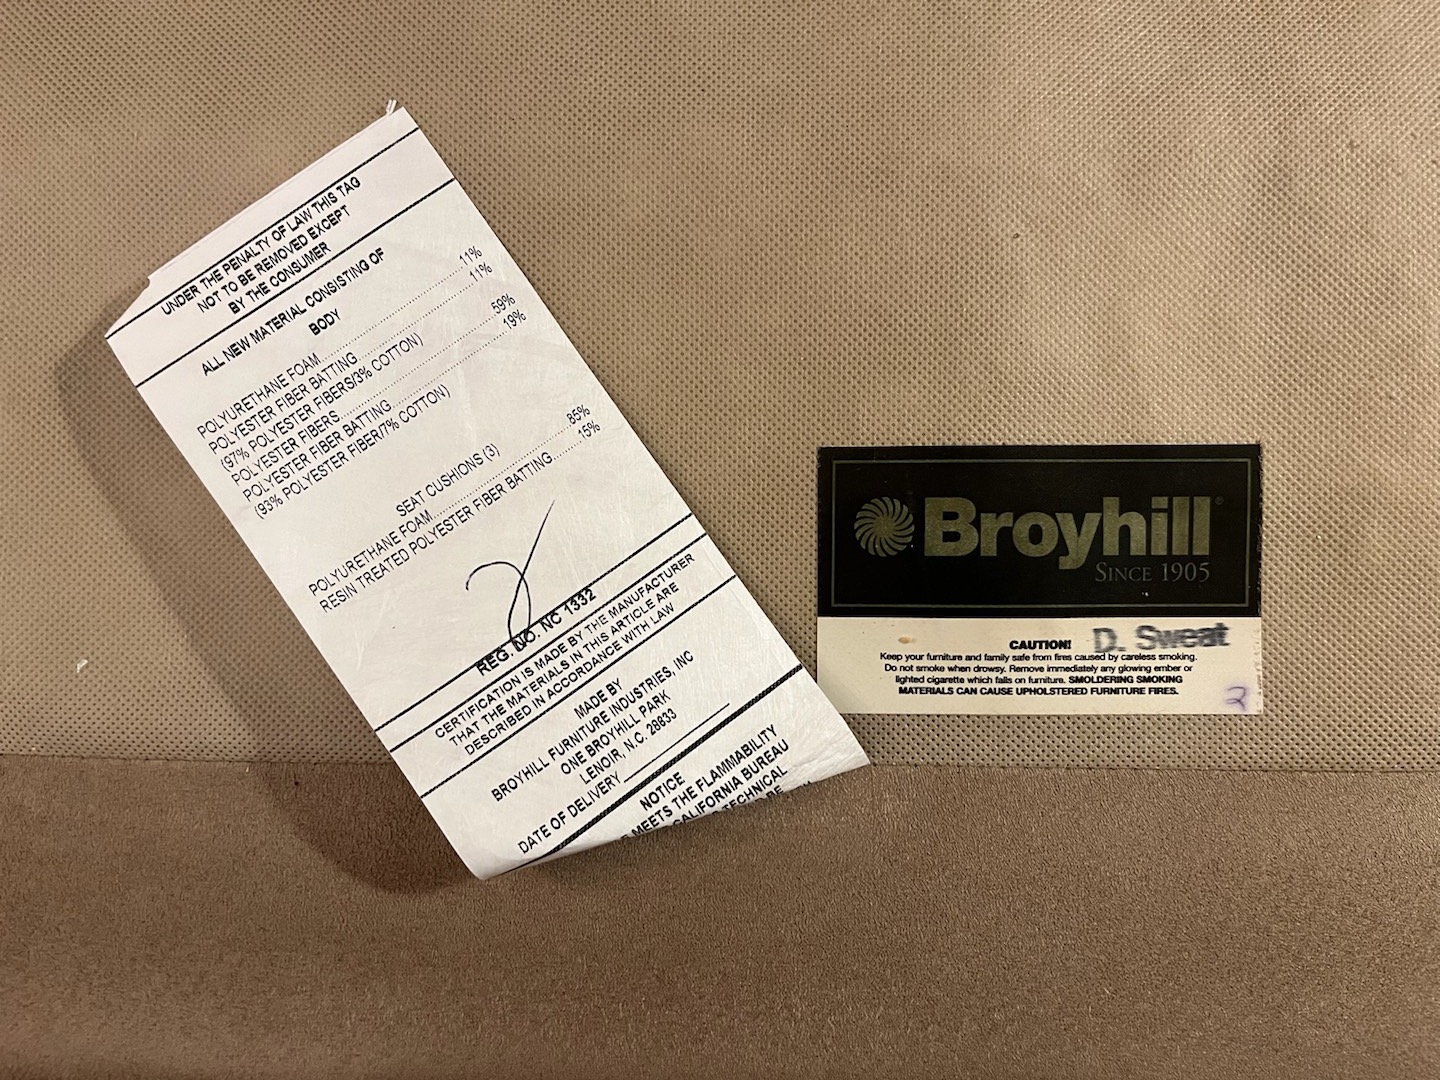 UNDER THE PENALTY OF LAW THIS TAG
NOT TO BE REMOVED EXCEPT
BY THE CONSUMER
ALL NEW MATERIAL CONSISTING OF
BODY
POLYURETHANE FOAM 11%
POLYESTER FIBER BATTING 11%
(97% POLYESTER FIBERS/3% COTTON)
POLYESTER FIBERS 59%
POLYESTER FIBER BATTING 19%
(93% POLYESTER FIBER/7% COTTON)
SEAT CUSHIONS (3)
POLYURETHANE FOAM 85%
RESIN TREATED POLYESTER FIBER BATTING 15%
REG. NO. NC 1332
CERTIFICATION IS MADE BY THE MANUFACTURER
THAT THE MATERIALS IN THIS ARTICLE ARE
DESCRIBED IN ACCORDANCE WITH LAW
MADE BY
BROYHILL FURNITURE INDUSTRIES, INC
ONE BROYHILL PARK
LENOIR, N.C. 28633
DATE OF DELIVERY
NOTICE
MEETS THE FLAMMABILITY
CALIFORNIA BUREAU
TECHNICAL
Broyhill®
SINCE 1905
CAUTION! D. Sweat
Keep your furniture and family safe from fires caused by careless smoking.
Do not smoke when drowsy. Remove immediately any glowing ember or
lighted cigarette which falls on furniture. SMOLDERING SMOKING
MATERIALS CAN CAUSE UPHOLSTERED FURNITURE FIRES.
2